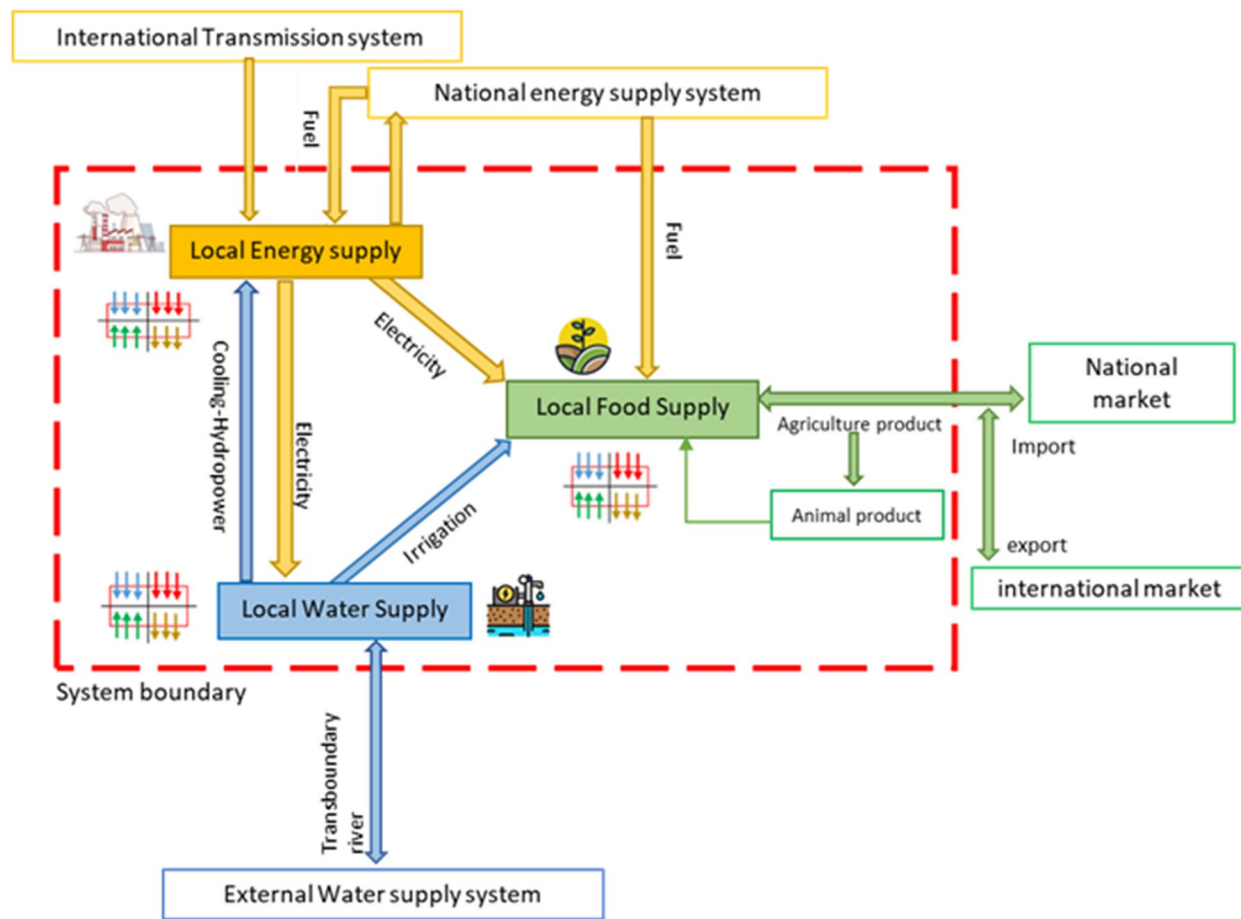 International Transmission system
National energy supply system
Fuel
Fuel
Local Energy supply
Electricity
Cooling-Hydropower
Electricity
Local Food Supply
National
market
Agriculture product
Import
Animal product
Irrigation
export
international market
Local Water Supply
System boundary
Transboundary
river
External Water supply system